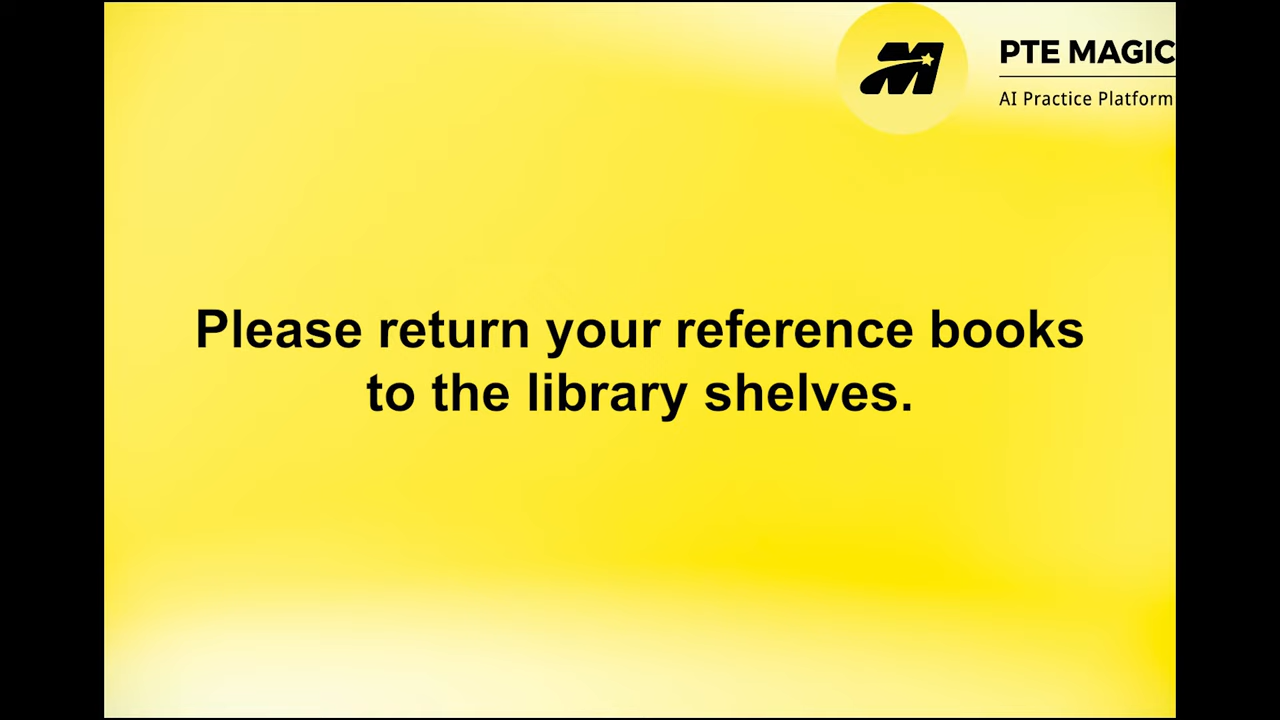 PTE MAGIC
AI Practice Platform
Please return your reference books
to the library shelves.